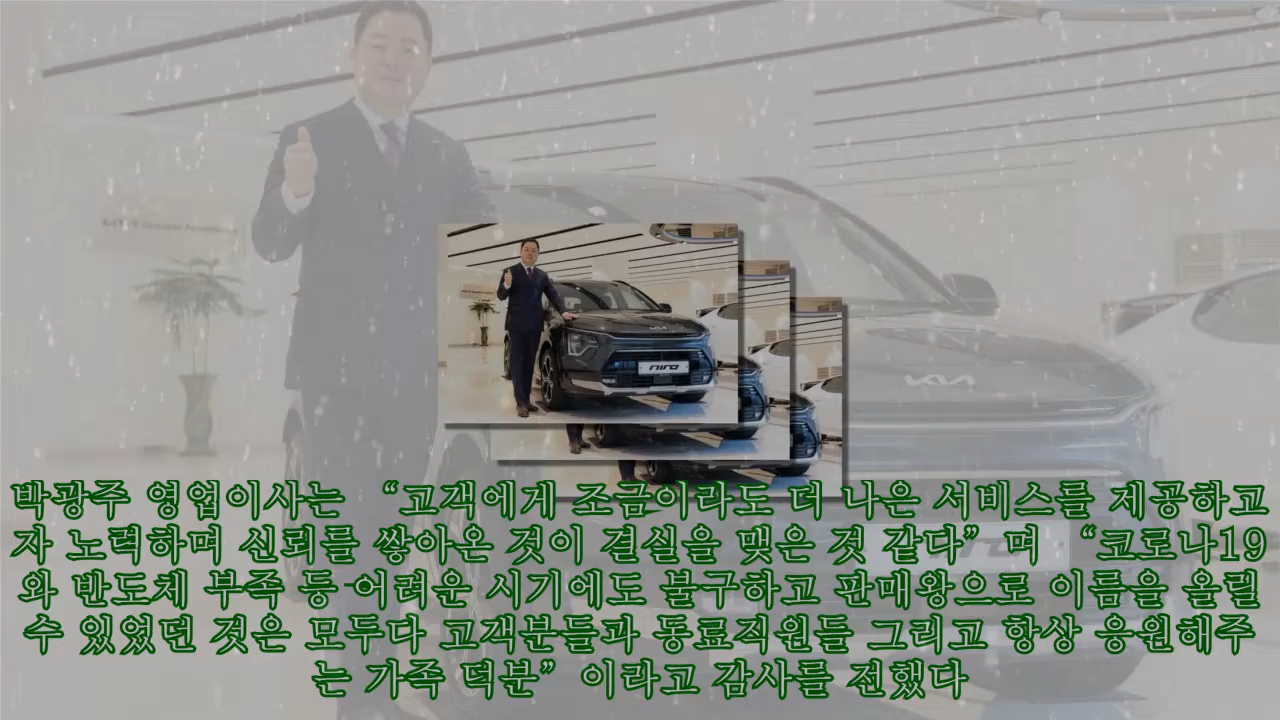 KIA
niro
박광주 영업이사는 “고객에게 조금이라도 더 나은 서비스를 제공하고
자 노력하며 신뢰를 쌓아온 것이 결실을 맺은 것 같다”며 “코로나19
와 반도체 부족 등 어려운 시기에도 불구하고 판매왕으로 이름을 올릴
수 있었던 것은 모두다 고객분들과 동료직원들 그리고 항상 응원해주
는 가족 덕분”이라고 감사를 전했다